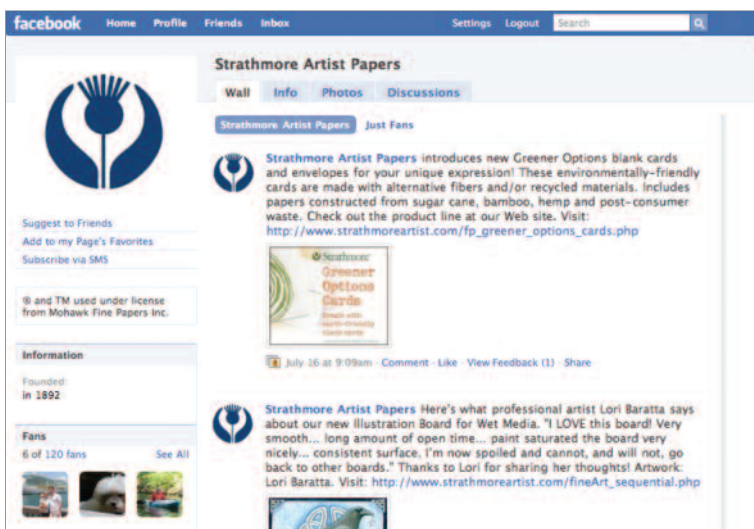 facebook Home Profile Friends Inbox Settings Logout Search
Strathmore Artist Papers
Wall Info Photos Discussions
Strathmore Artist Papers Just Fans
Strathmore Artist Papers introduces new Greener Options blank cards
and envelopes for your unique expression! These environmentally-friendly
cards are made with alternative fibers and/or recycled materials. Includes
papers constructed from sugar cane, bamboo, hemp and post-consumer
waste. Check out the product line at our Web site. Visit:
http://www.strathmoreartist.com/fp_greener_options_cards.php
Strathmore
Greener
Options
Cards
July 16 at 9:09am · Comment · Like · View Feedback (1) · Share
Strathmore Artist Papers Here's what professional artist Lori Baratta says
about our new Illustration Board for Wet Media. "I LOVE this board! Very
smooth... long amount of open time... paint saturated the board very
nicely... consistent surface. I'm now spoiled and cannot, and will not, go
back to other boards." Thanks to Lori for sharing her thoughts! Artwork:
Lori Baratta. Visit: http://www.strathmoreartist.com/fineArt_sequential.php
Suggest to Friends
Add to my Page's Favorites
Subscribe via SMS
® and TM used under license
from Mohawk Fine Papers Inc.
Information
Founded:
in 1892
Fans
6 of 120 fans See All